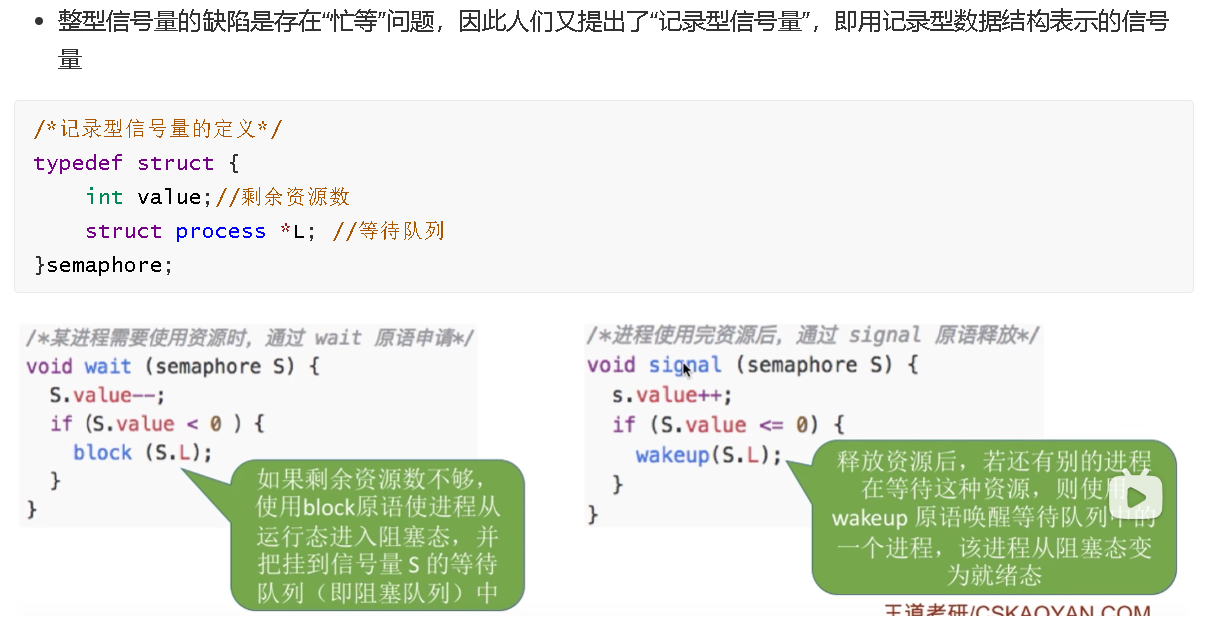 • 整型信号量的缺陷是存在“忙等”问题，因此人们又提出了“记录型信号量”，即用记录型数据结构表示的信号
量
/*记录型信号量的定义*/
typedef struct {
    int value;//剩余资源数
    struct process *L; //等待队列
}semaphore;
/*某进程需要使用资源时，通过 wait 原语申请*/
void wait (semaphore S) {
  S.value--;
  if (S.value < 0 ) {
    block (S.L);
  }
}
如果剩余资源数不够，
使用block原语使进程从
运行态进入阻塞态，并
把挂到信号量 S 的等待
队列（即阻塞队列）中
/*进程使用完资源后，通过 signal 原语释放*/
void signal (semaphore S) {
  s.value++;
  if (S.value <= 0) {
    wakeup(S.L);
  }
}
释放资源后，若还有别的进程
在等待这种资源，则使用
wakeup 原语唤醒等待队列中的
一个进程，该进程从阻塞态变
为就绪态
王道考研/CSKAOYAN.COM